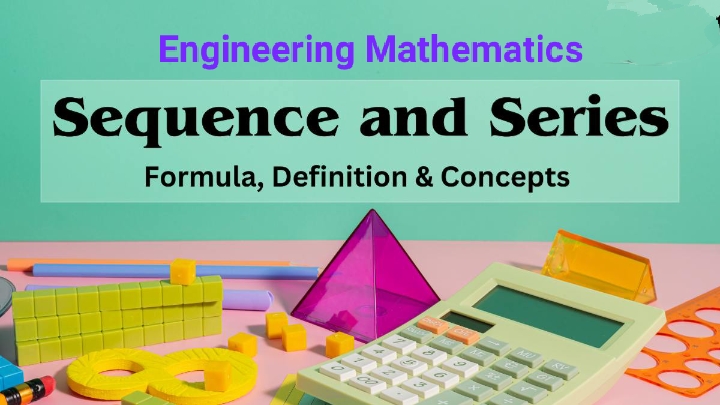 Engineering Mathematics
Sequence and Series
Formula, Definition & Concepts